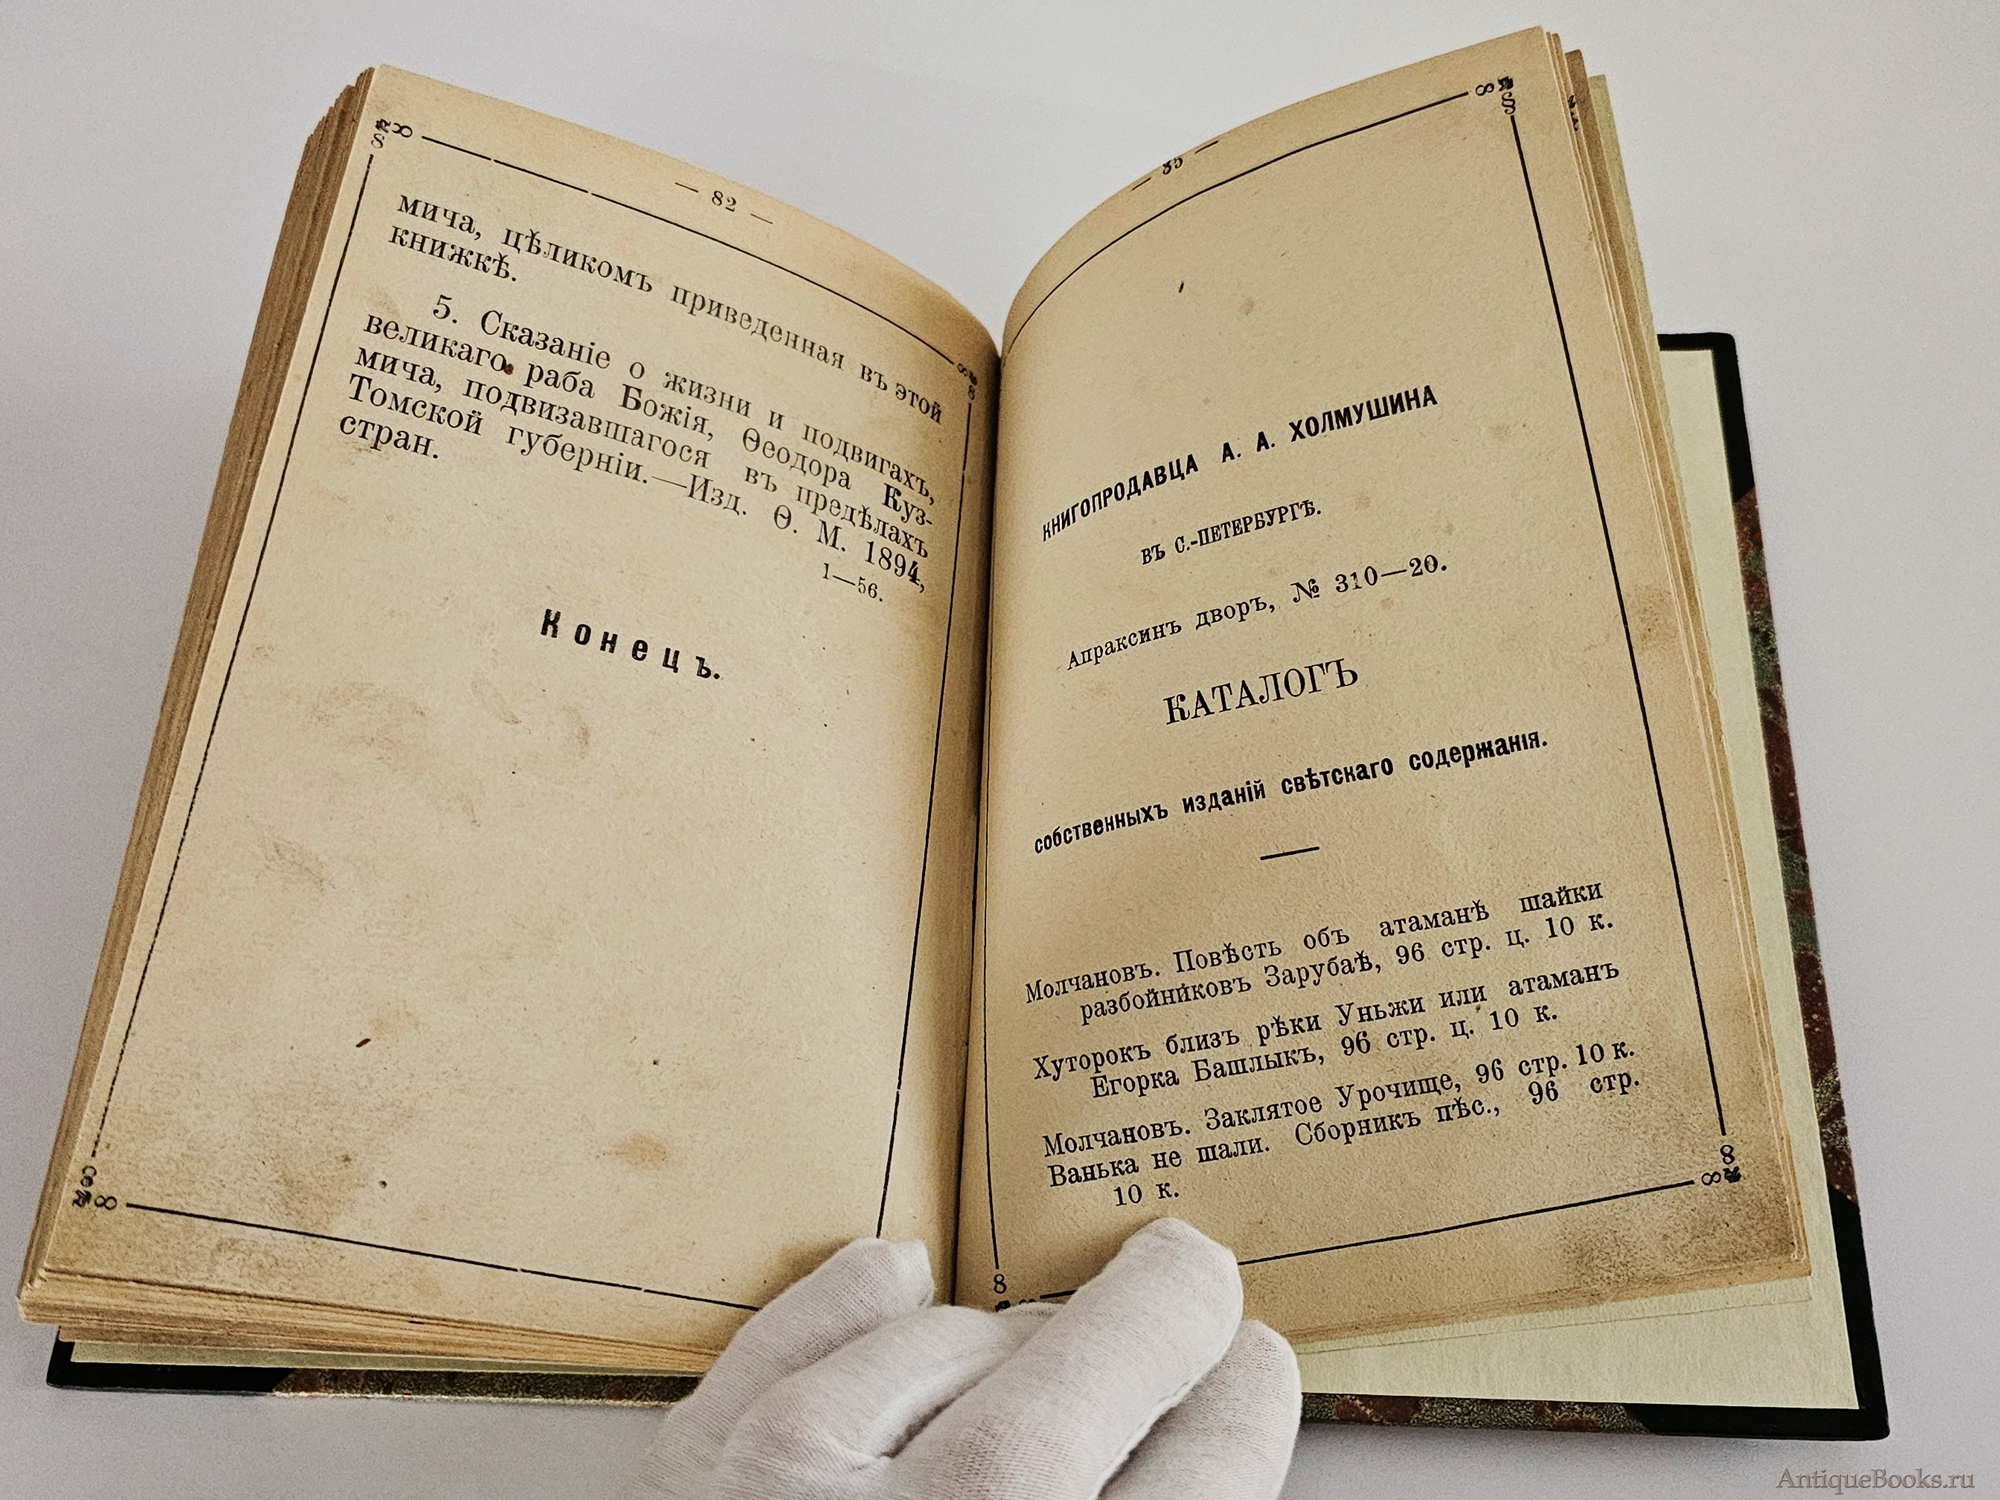 — 82 —
мича, цѣликомъ приведенная въ этой
книжкѣ.
5. Сказаніе о жизни и подвигахъ,
великаго раба Божія, Ѳеодора Куз-
мича, подвизавшагося въ предѣлахъ
Томской губерніи.—Изд. Ѳ. М. 1894,
стран. 1—56.
Конецъ.
— 85 —
КНИГОПРОДАВЦА А. А. ХОЛМУШИНА
ВЪ С.-ПЕТЕРБУРГѢ.
Апраксинъ дворъ, № 310—20.
КАТАЛОГЪ
собственныхъ изданій свѣтскаго содержанія.
Молчановъ. Повѣсть объ атаманѣ шайки
разбойниковъ Зарубаѣ, 96 стр. ц. 10 к.
Хуторокъ близъ рѣки Уньжи или атаманъ
Егорка Башлыкъ, 96 стр. ц. 10 к.
Молчановъ. Заклятое Урочище, 96 стр. 10 к.
Ванька не шали. Сборникъ пѣс., 96 стр.
10 к.
AntiqueBooks.ru